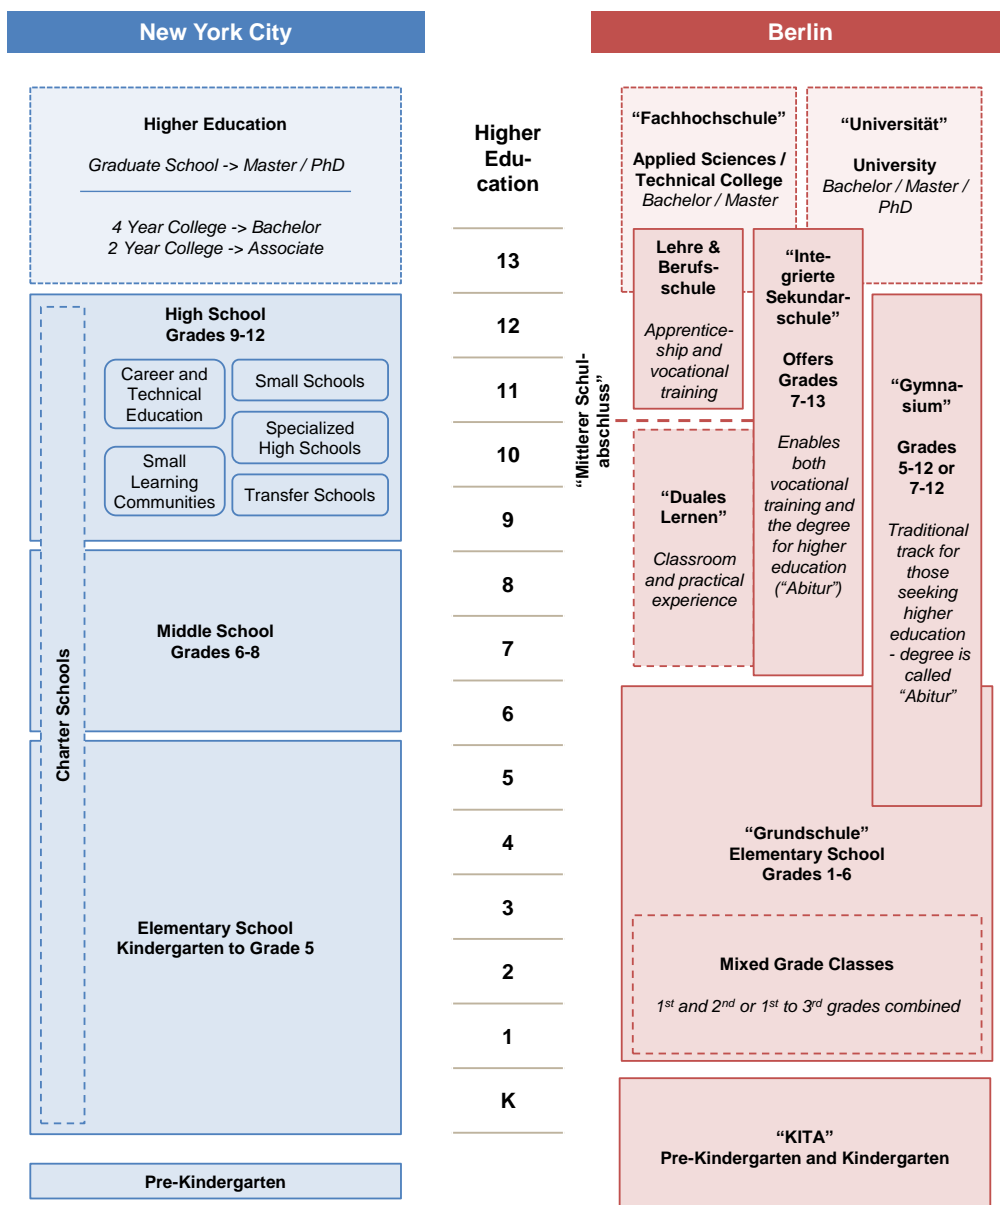 New York City
Higher Education
Graduate School -> Master / PhD
4 Year College -> Bachelor
2 Year College -> Associate
High School
Grades 9-12
Career and
Technical
Education
Small Schools
Specialized
High Schools
Small
Learning
Communities
Transfer Schools
Charter Schools
Middle School
Grades 6-8
Elementary School
Kindergarten to Grade 5
Pre-Kindergarten
Higher
Edu-
cation
13
12
11
10
9
8
7
6
5
4
3
2
1
K
Berlin
“Fachhochschule”
Applied Sciences /
Technical College
Bachelor / Master
“Universität”
University
Bachelor / Master /
PhD
Lehre &
Berufs-
schule
Apprentice-
ship and
vocational
training
“Inte-
grierte
Sekundar-
schule”
Offers
Grades
7-13
Enables
both
vocational
training and
the degree
for higher
education
(“Abitur”)
“Gymna-
sium”
Grades
5-12 or
7-12
Traditional
track for
those
seeking
higher
education
- degree is
called
“Abitur”
“Mittlerer Schul-
abschluss”
“Duales
Lernen”
Classroom
and practical
experience
“Grundschule”
Elementary School
Grades 1-6
Mixed Grade Classes
1st and 2nd or 1st to 3rd grades combined
“KITA”
Pre-Kindergarten and Kindergarten